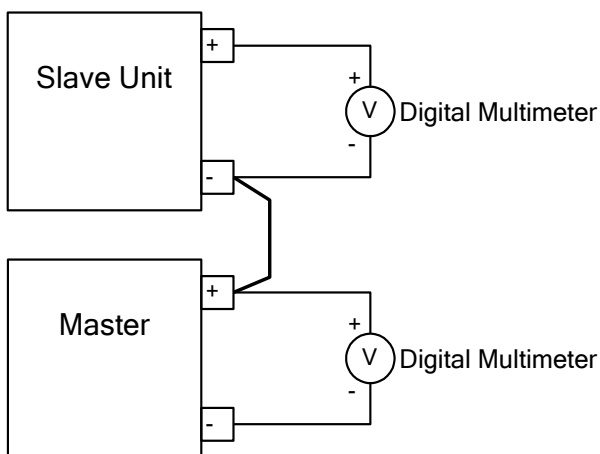 +
Slave Unit
+
V Digital Multimeter
-
-
+
Master
+
V Digital Multimeter
-
-